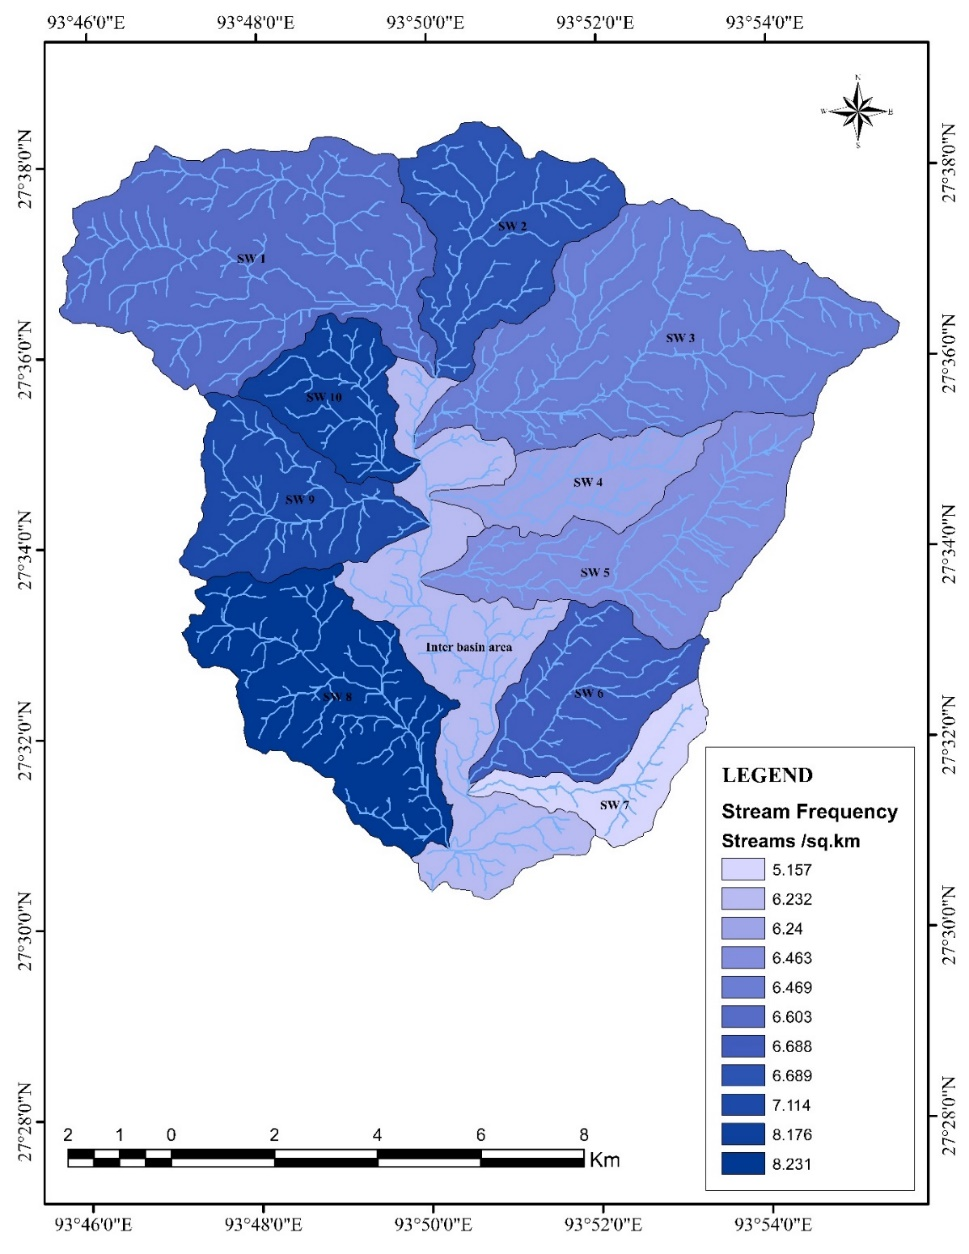 93°46'0"E 93°48'0"E 93°50'0"E 93°52'0"E 93°54'0"E
N
W E
S
27°38'0"N 27°38'0"N
SW 2
SW 1
SW 3
27°36'0"N 27°36'0"N
SW 10
SW 4
SW 9
27°34'0"N 27°34'0"N
SW 5
Inter basin area
SW 6
SW 8
27°32'0"N 27°32'0"N
SW 7
LEGEND
Stream Frequency
Streams /sq.km
5.157
6.232
6.24
6.463
6.469
6.603
6.688
6.689
7.114
8.176
8.231
27°30'0"N 27°30'0"N
27°28'0"N 27°28'0"N
2 1 0 2 4 6 8
Km
93°46'0"E 93°48'0"E 93°50'0"E 93°52'0"E 93°54'0"E